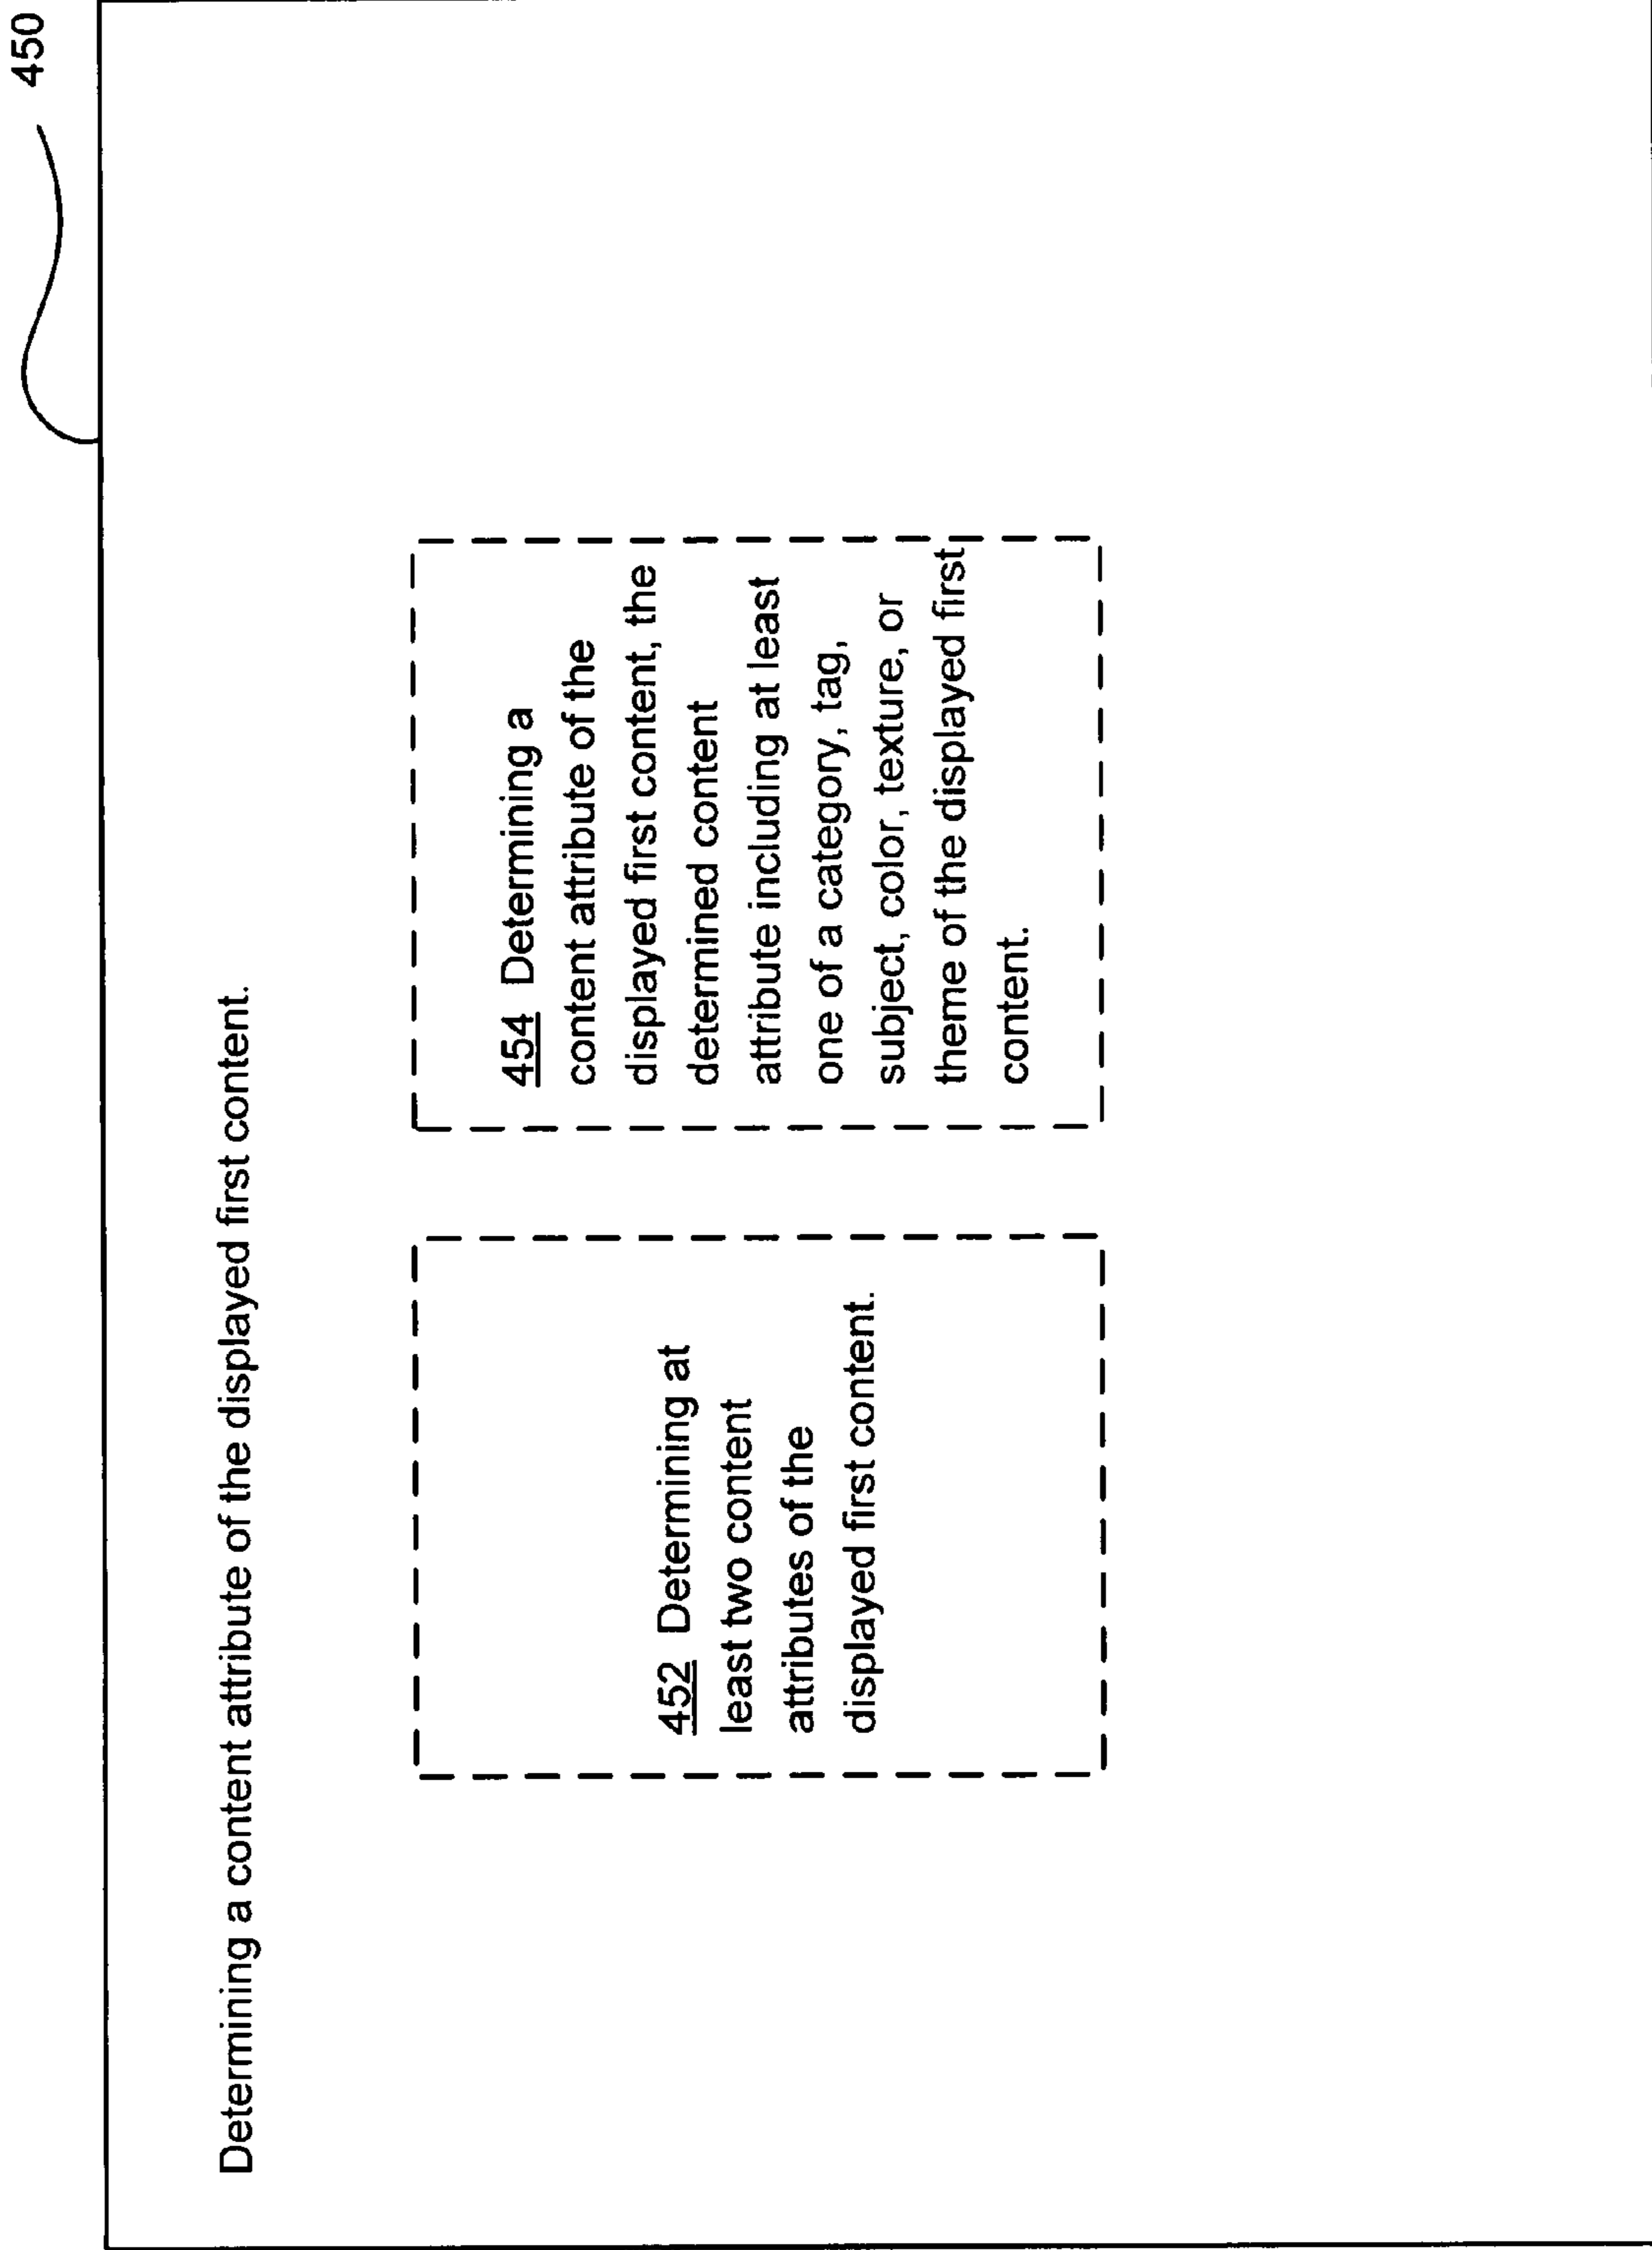 450
Determining a content attribute of the displayed first content.
452 Determining at
least two content
attributes of the
displayed first content.
454 Determining a
content attribute of the
displayed first content, the
determined content
attribute including at least
one of a category, tag,
subject, color, texture, or
theme of the displayed first
content.